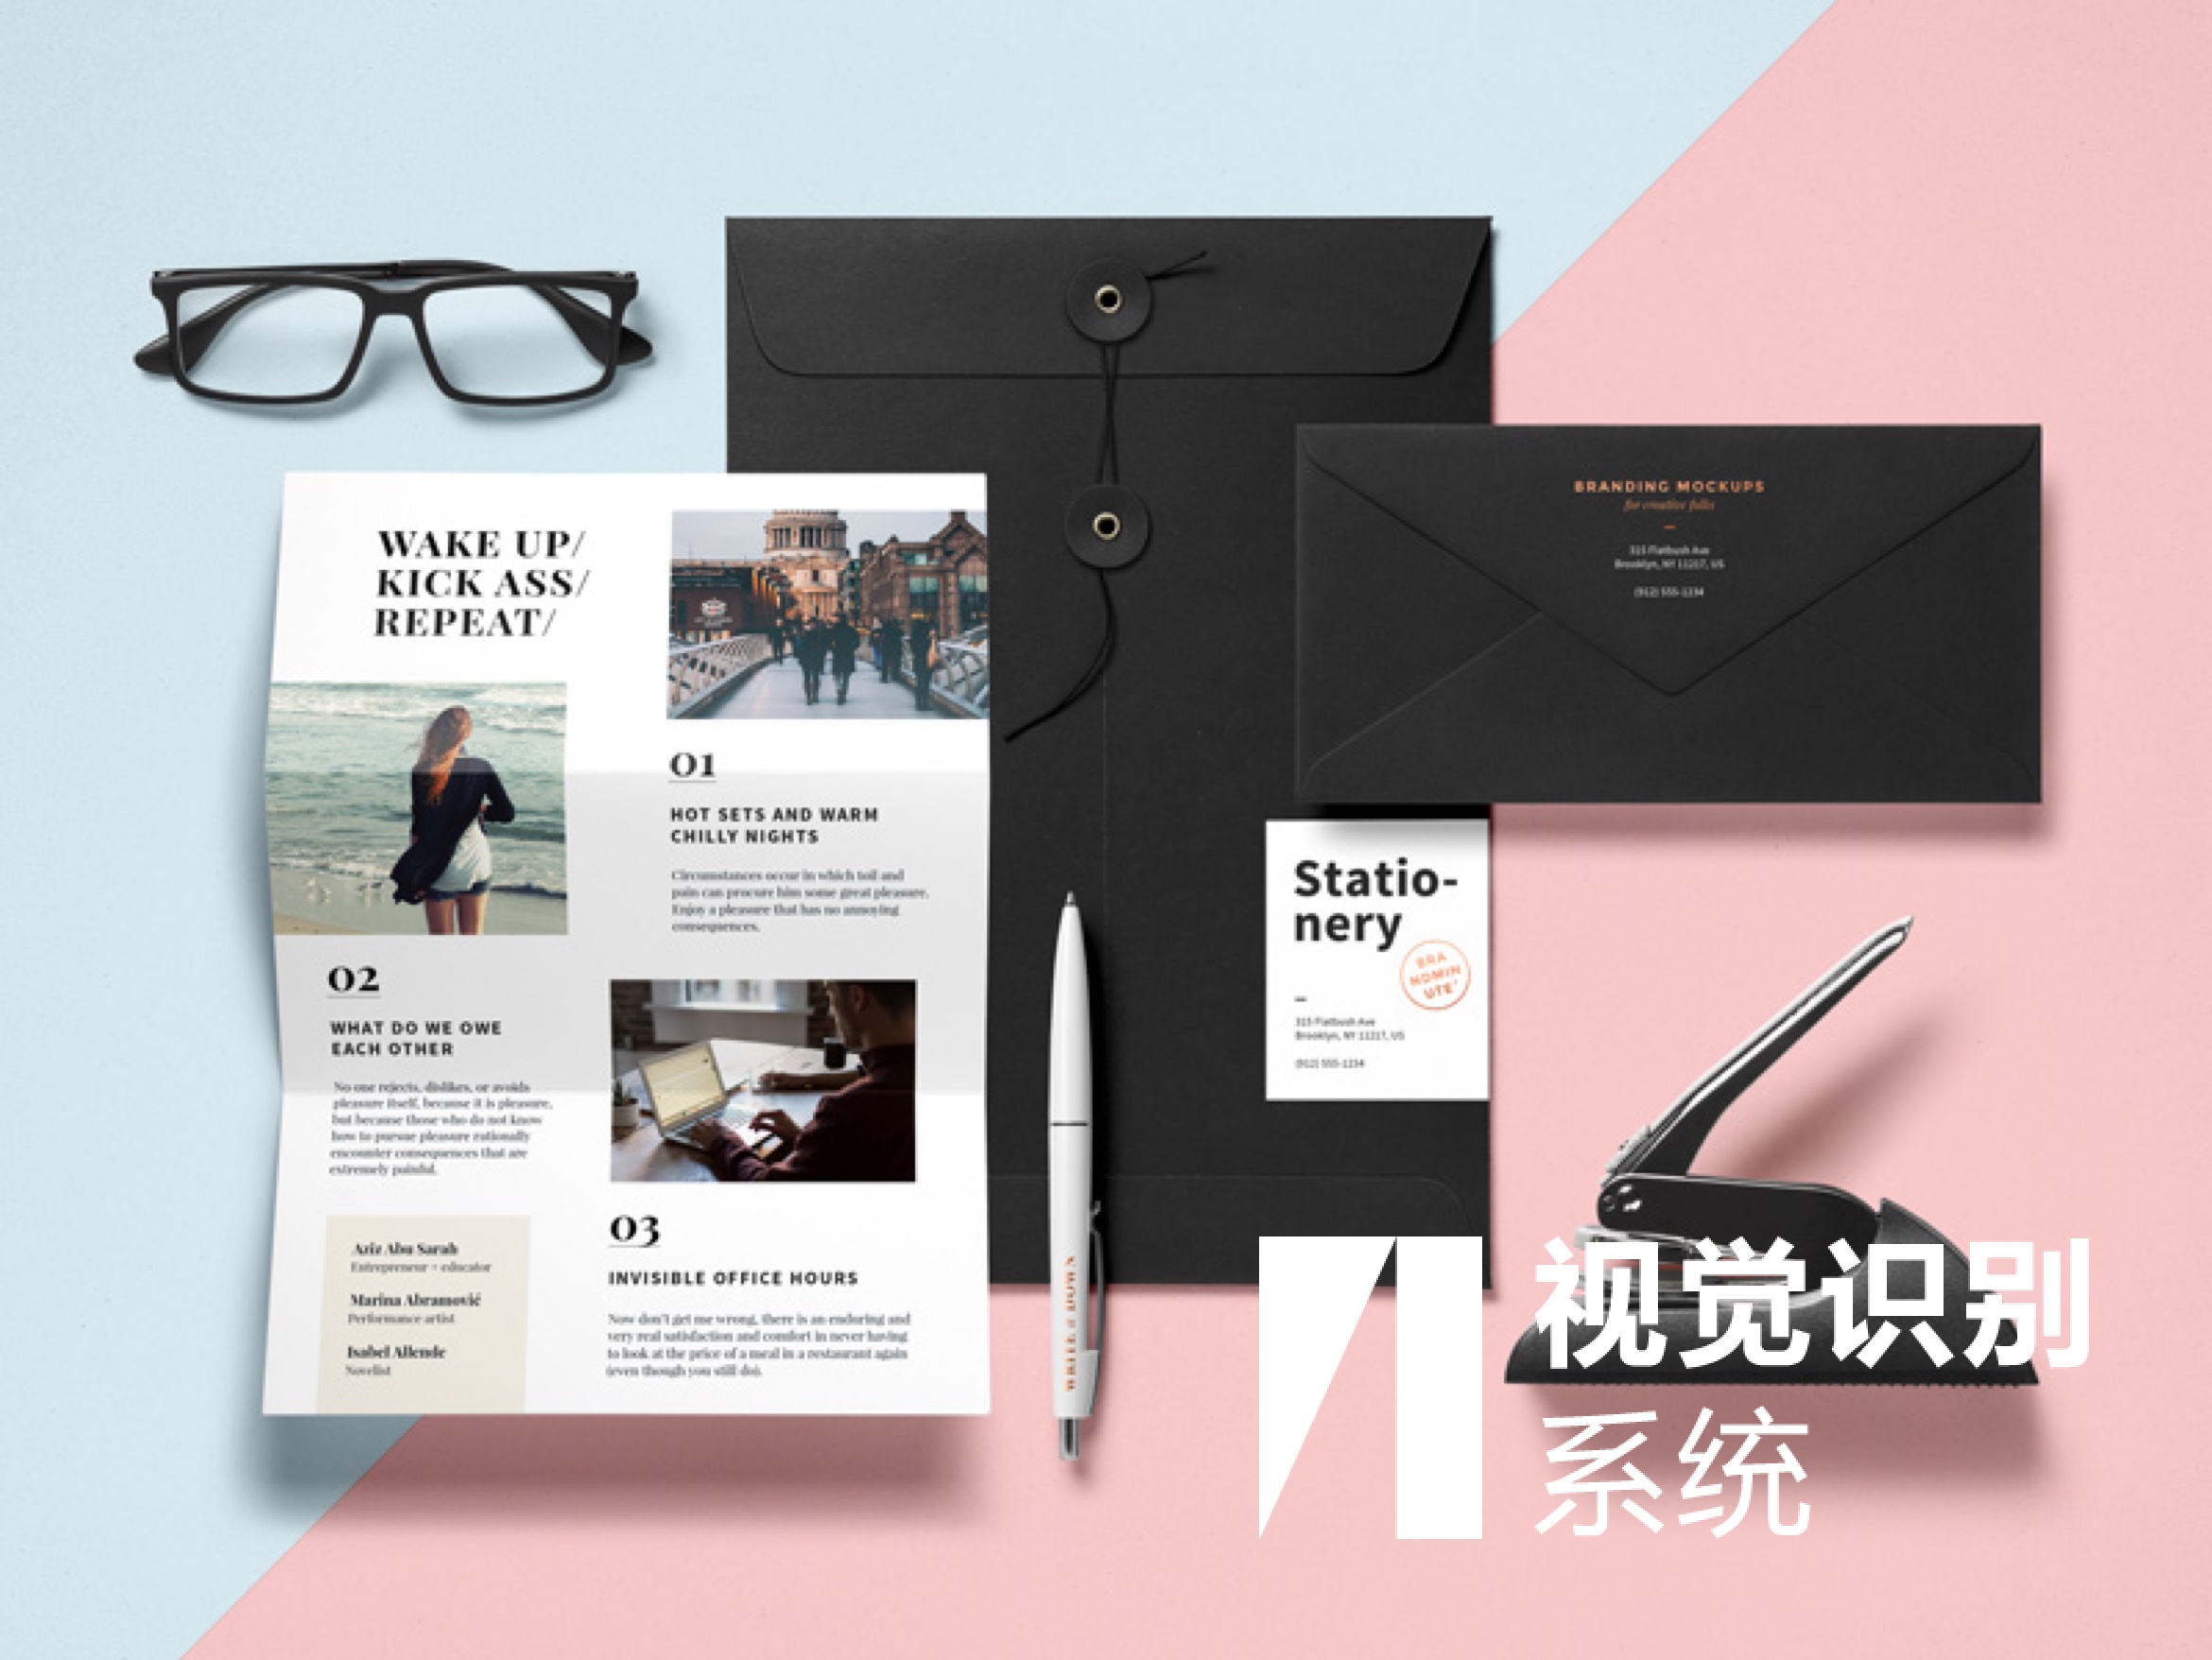 WAKE UP/
KICK ASS/
REPEAT/
01
HOT SETS AND WARM
CHILLY NIGHTS
Circumstances occur in which toil and
pain can procure him some great pleasure.
Enjoy a pleasure that has no annoying
consequences.
02
WHAT DO WE OWE
EACH OTHER
No one rejects, dislikes, or avoids
pleasure itself, because it is pleasure,
but because those who do not know
how to pursue pleasure rationally
encounter consequences that are
extremely painful.
Aziz Abu Sarah
Entrepreneur + educator
Marina Abramović
Performance artist
Isabel Allende
Novelist
03
INVISIBLE OFFICE HOURS
Now don't get me wrong, there is an enduring and
very real satisfaction and comfort in never having
to look at the price of a meal in a restaurant again
(even though you still do).
BRANDING MOCKUPS
for creative folks
315 Flatbush Ave
Brooklyn, NY 11217, US
(912) 555-1234
Statio-
nery
BRA
NDMIN
UTE'
315 Flatbush Ave
Brooklyn, NY 11217, US
(912) 555-1234
视觉识别
系统